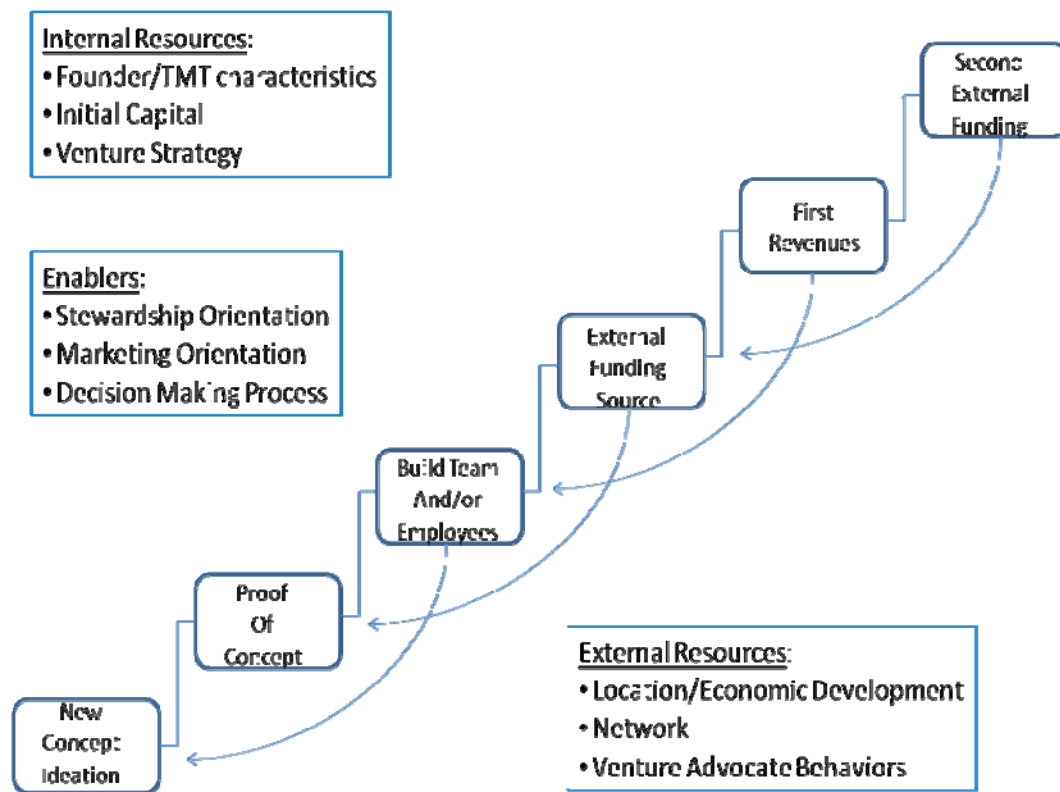 Internal Resources:
• Founder/TMT characteristics
• Initial Capital
• Venture Strategy
Second
External
Funding
First
Revenues
Enablers:
• Stewardship Orientation
• Marketing Orientation
• Decision Making Process
External
Funding
Source
Build Team
And/or
Employees
Proof
Of
Concept
New
Concept
Ideation
External Resources:
• Location/Economic Development
• Network
• Venture Advocate Behaviors